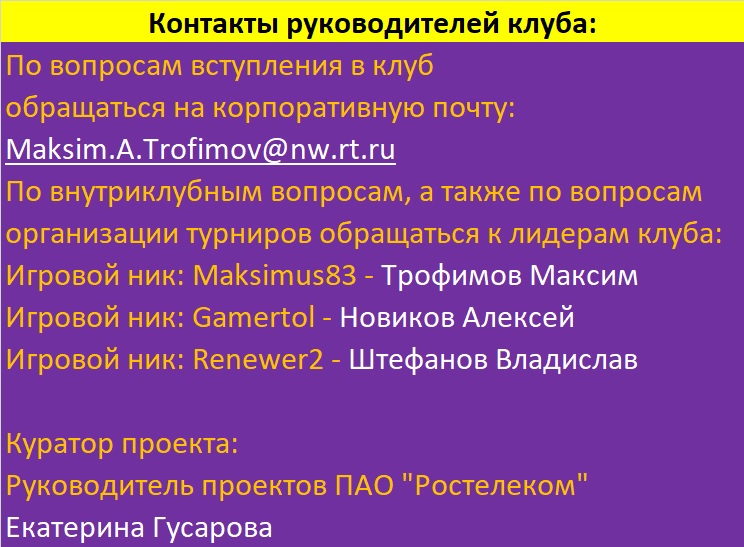 Контакты руководителей клуба:
По вопросам вступления в клуб
обращаться на корпоративную почту:
Maksim.A.Trofimov@nw.rt.ru
По внутриклубным вопросам, а также по вопросам
организации турниров обращаться к лидерам клуба:
Игровой ник: Maksimus83 - Трофимов Максим
Игровой ник: Gamertol - Новиков Алексей
Игровой ник: Renewer2 - Штефанов Владислав
Куратор проекта:
Руководитель проектов ПАО "Ростелеком"
Екатерина Гусарова